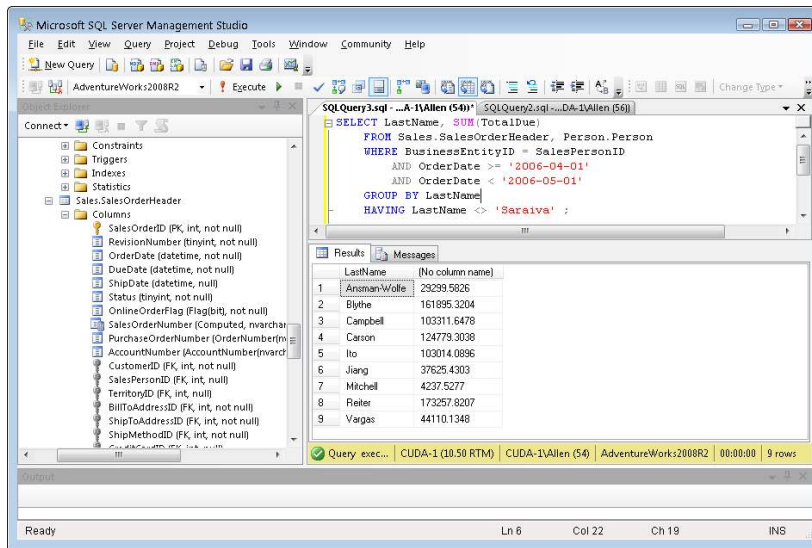 Microsoft SQL Server Management Studio
File Edit View Query Project Debug Tools Window Community Help
New Query
AdventureWorks2008R2 Execute Change Type
Object Explorer
Connect
Constraints
Triggers
Indexes
Statistics
Sales.SalesOrderHeader
Columns
SalesOrderID (PK, int, not null)
RevisionNumber (tinyint, not null)
OrderDate (datetime, not null)
DueDate (datetime, not null)
ShipDate (datetime, null)
Status (tinyint, not null)
OnlineOrderFlag (Flag(bit), not null)
SalesOrderNumber (Computed, nvarchar
PurchaseOrderNumber (OrderNumber(nv
AccountNumber (AccountNumber(nvarch
CustomerID (FK, int, not null)
SalesPersonID (FK, int, null)
TerritoryID (FK, int, null)
BillToAddressID (FK, int, not null)
ShipToAddressID (FK, int, not null)
ShipMethodID (FK, int, not null)
SQLQuery3.sql -...A-1\Allen (54))* SQLQuery2.sql -...DA-1\Allen (56))
SELECT LastName, SUM(TotalDue)
FROM Sales.SalesOrderHeader, Person.Person
WHERE BusinessEntityID = SalesPersonID
AND OrderDate >= '2006-04-01'
AND OrderDate < '2006-05-01'
GROUP BY LastName
HAVING LastName <> 'Saraiva' ;
Results Messages
LastName (No column name)
1 Ansman-Wolfe 29299.5826
2 Blythe 161895.3204
3 Campbell 103311.6478
4 Carson 124779.3038
5 Ito 103014.0896
6 Jiang 37625.4303
7 Mitchell 4237.5277
8 Reiter 173257.8207
9 Vargas 44110.1348
Query exec... CUDA-1 (10.50 RTM) CUDA-1\Allen (54) AdventureWorks2008R2 00:00:00 9 rows
Output
Ready Ln 6 Col 22 Ch 19 INS